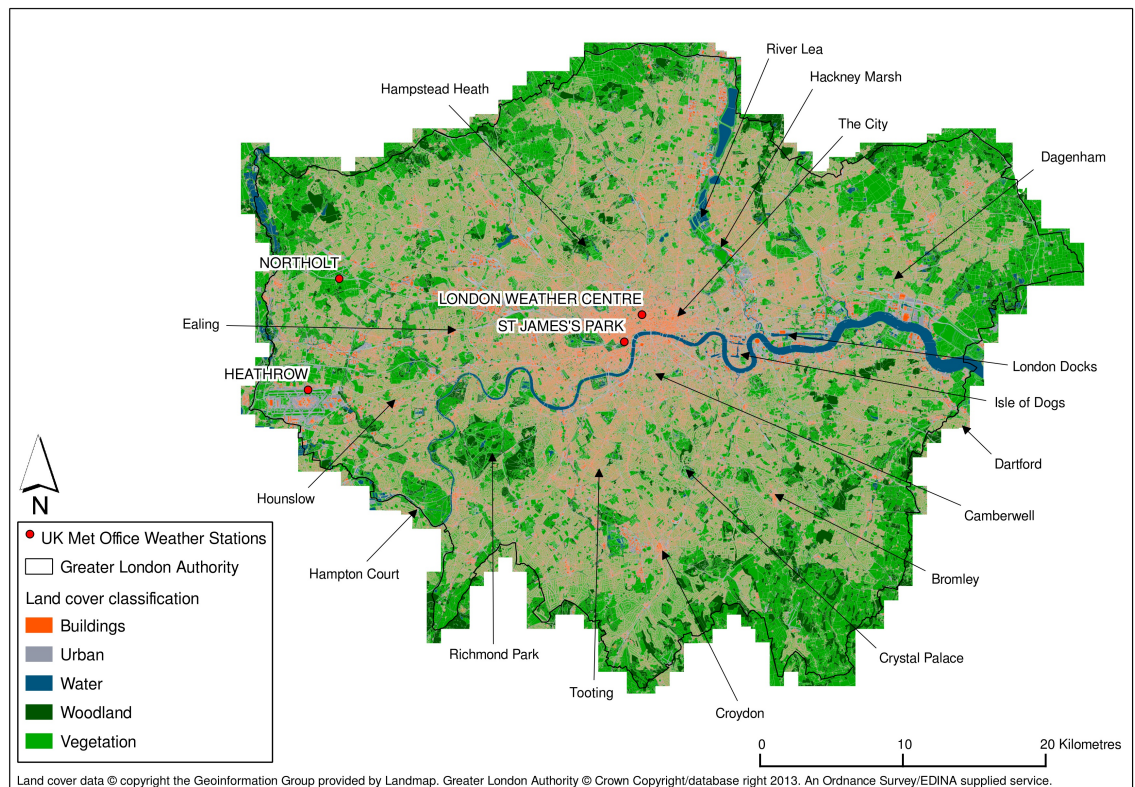 River Lea
Hampstead Heath
Hackney Marsh
The City
Dagenham
NORTHOLT
LONDON WEATHER CENTRE
Ealing
ST JAMES'S PARK
HEATHROW
London Docks
Isle of Dogs
Dartford
N
Hounslow
Camberwell
Hampton Court
Bromley
Richmond Park
Crystal Palace
Tooting
Croydon
UK Met Office Weather Stations
Greater London Authority
Land cover classification
Buildings
Urban
Water
Woodland
Vegetation
0 10 20 Kilometres
Land cover data © copyright the Geoinformation Group provided by Landmap. Greater London Authority © Crown Copyright/database right 2013. An Ordnance Survey/EDINA supplied service.